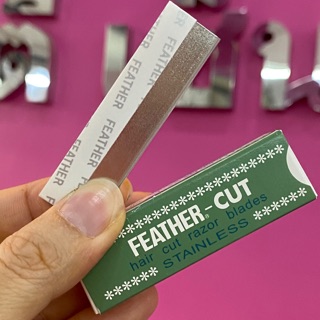 FEATHER FEATHER FEATHER
FEATHER-CUT
®
hair cut razor blades
STAINLESS